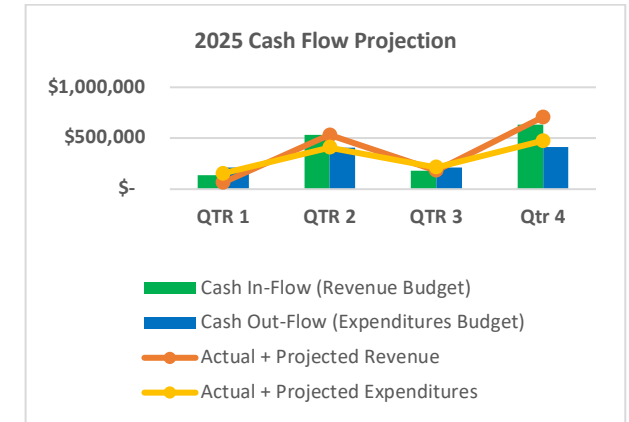 2025 Cash Flow Projection
$1,000,000
$500,000
$-
QTR 1 QTR 2 QTR 3 Qtr 4
Cash In-Flow (Revenue Budget)
Cash Out-Flow (Expenditures Budget)
Actual + Projected Revenue
Actual + Projected Expenditures